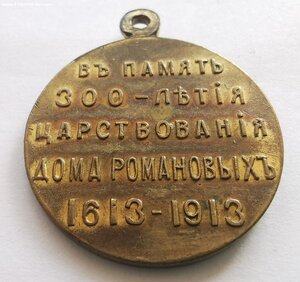 ВЪ ПАМЯТЬ
300-ЛѢТІЯ
ЦАРСТВОВАНІЯ
ДОМА РОМАНОВЫХЪ
1613-1913